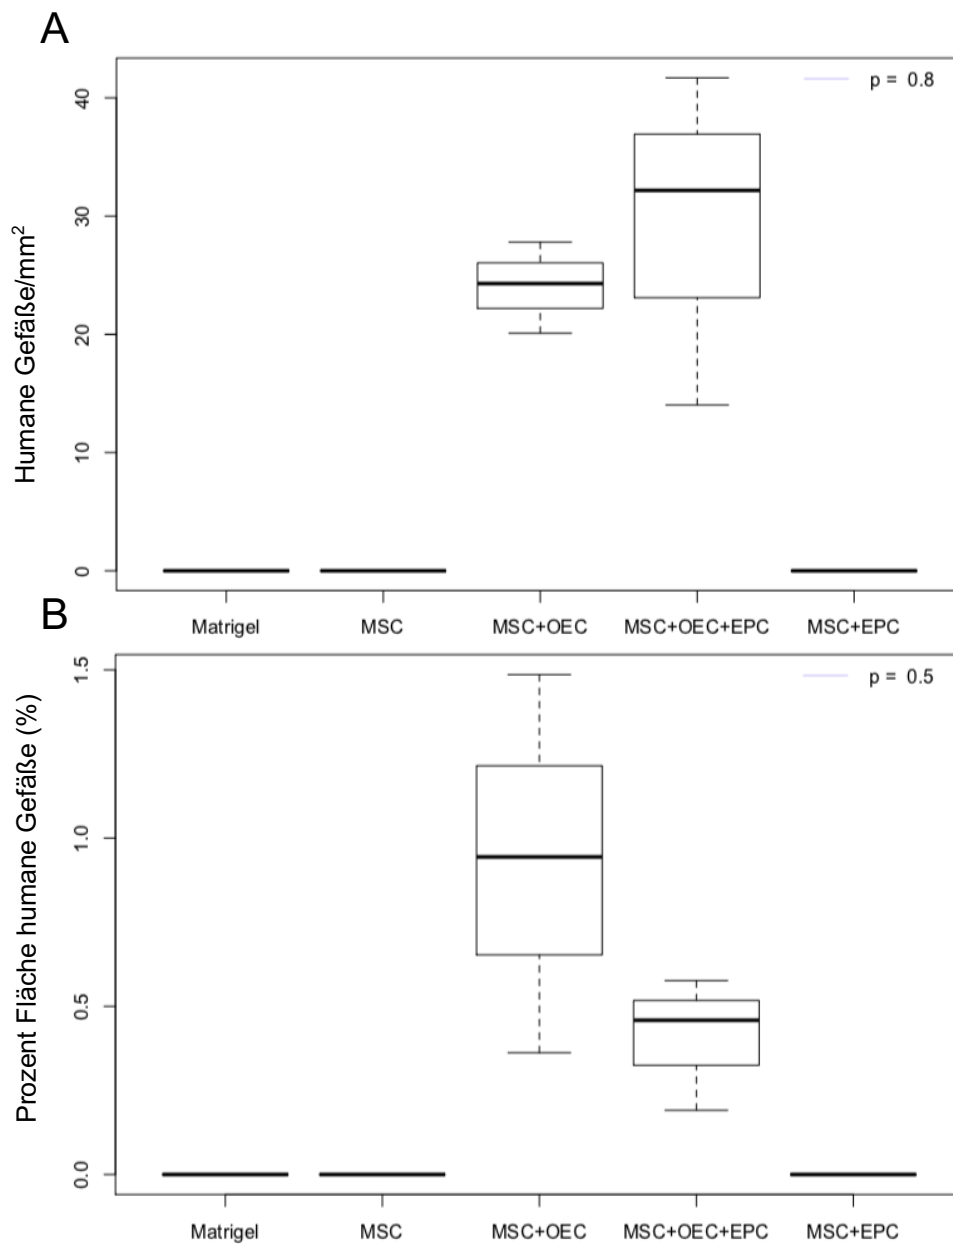 A
p = 0.8
Humane Gefäße/mm²
40
30
20
10
0
Matrigel MSC MSC+OEC MSC+OEC+EPC MSC+EPC
B
p = 0.5
Prozent Fläche humane Gefäße (%)
1.5
1.0
0.5
0.0
Matrigel MSC MSC+OEC MSC+OEC+EPC MSC+EPC